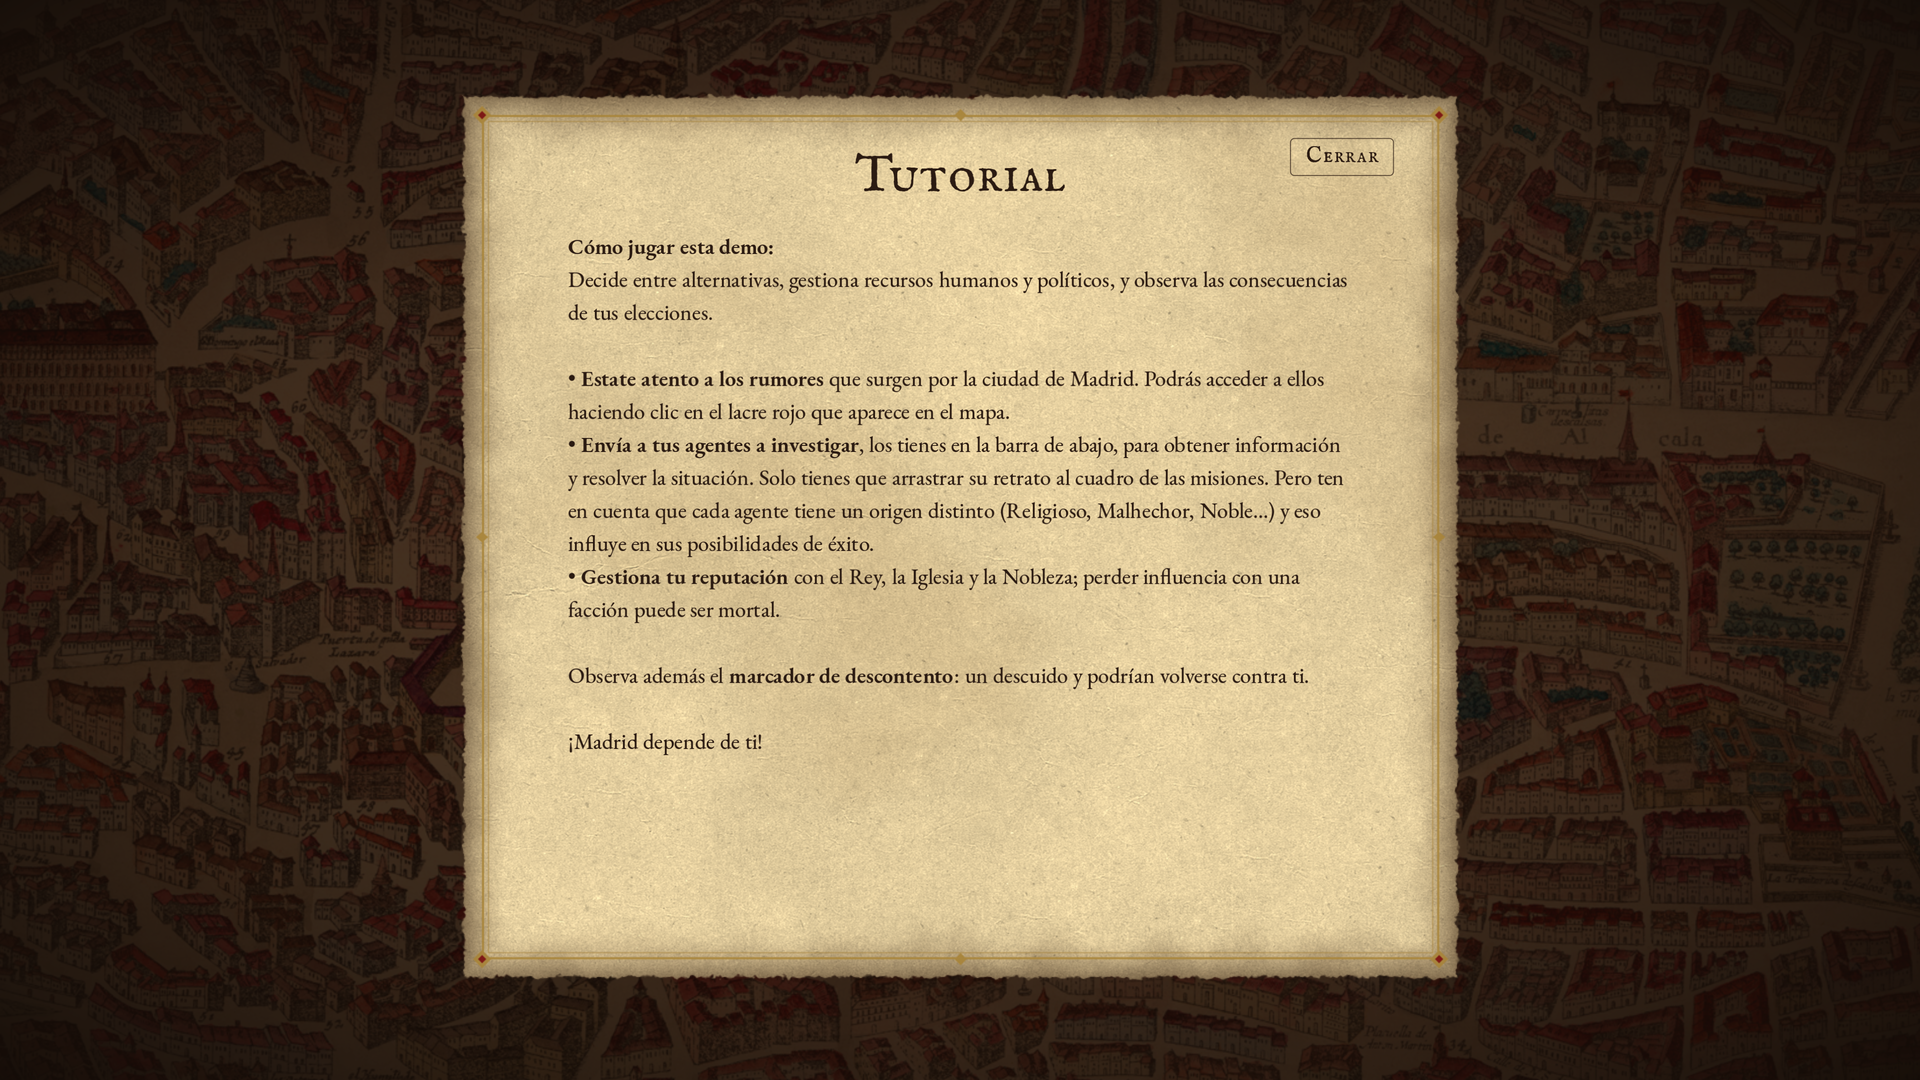 Tutorial
Cerrar
Cómo jugar esta demo:
Decide entre alternativas, gestiona recursos humanos y políticos, y observa las consecuencias
de tus elecciones.
• Estate atento a los rumores que surgen por la ciudad de Madrid. Podrás acceder a ellos
haciendo clic en el lacre rojo que aparece en el mapa.
• Envía a tus agentes a investigar, los tienes en la barra de abajo, para obtener información
y resolver la situación. Solo tienes que arrastrar su retrato al cuadro de las misiones. Pero ten
en cuenta que cada agente tiene un origen distinto (Religioso, Malhechor, Noble...) y eso
influye en sus posibilidades de éxito.
• Gestiona tu reputación con el Rey, la Iglesia y la Nobleza; perder influencia con una
facción puede ser mortal.
Observa además el marcador de descontento: un descuido y podrían volverse contra ti.
¡Madrid depende de ti!
de Al cala
Salvador